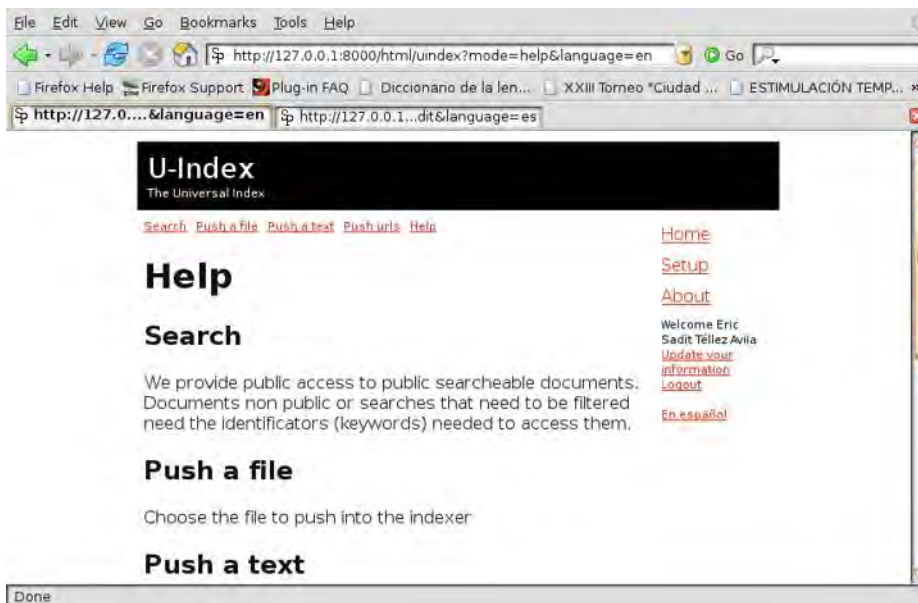 File Edit View Go Bookmarks Tools Help
http://127.0.0.1:8000/html/uindex?mode=help&language=en Go
Firefox Help Firefox Support Plug-in FAQ Diccionario de la len... XXIII Torneo "Ciudad ... ESTIMULACIÓN TEMP... »
http://127.0....&language=en http://127.0.0.1...dit&language=es
U-Index
The Universal Index
Search Push a file Push a text Push urls Help
Help
Search
We provide public access to public searcheable documents.
Documents non public or searches that need to be filtered
need the identificators (keywords) needed to access them.
Push a file
Choose the file to push into the indexer
Push a text
Home
Setup
About
Welcome Eric
Sadit Téllez Avila
Update your
information
Logout
En español
Done